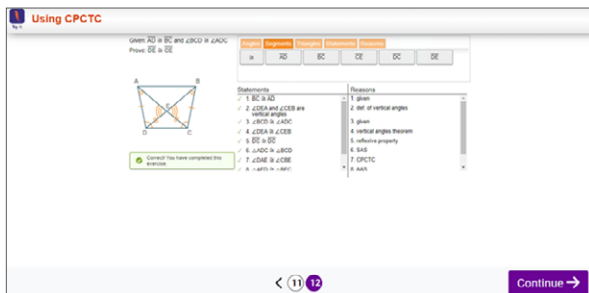 Using CPCTC
Given: AD ≅ BC and ∠BCD ≅ ∠ADC
Prove: DE ≅ CE
Angles Segments Triangles Statements Reasons
≅ AD BC CE DC DE
A B
E
D C
Correct! You have completed this
exercise.
Statements
✓ 1. BC ≅ AD
✓ 2. ∠DEA and ∠CEB are
vertical angles
✓ 3. ∠BCD ≅ ∠ADC
✓ 4. ∠DEA ≅ ∠CEB
✓ 5. DC ≅ DC
✓ 6. △ADC ≅ △BCD
✓ 7. ∠DAE ≅ ∠CBE
✓ 8. △AED ≅ △BEC
Reasons
1. given
2. def. of vertical angles
3. given
4. vertical angles theorem
5. reflexive property
6. SAS
7. CPCTC
8. AAS
11 12
Continue →